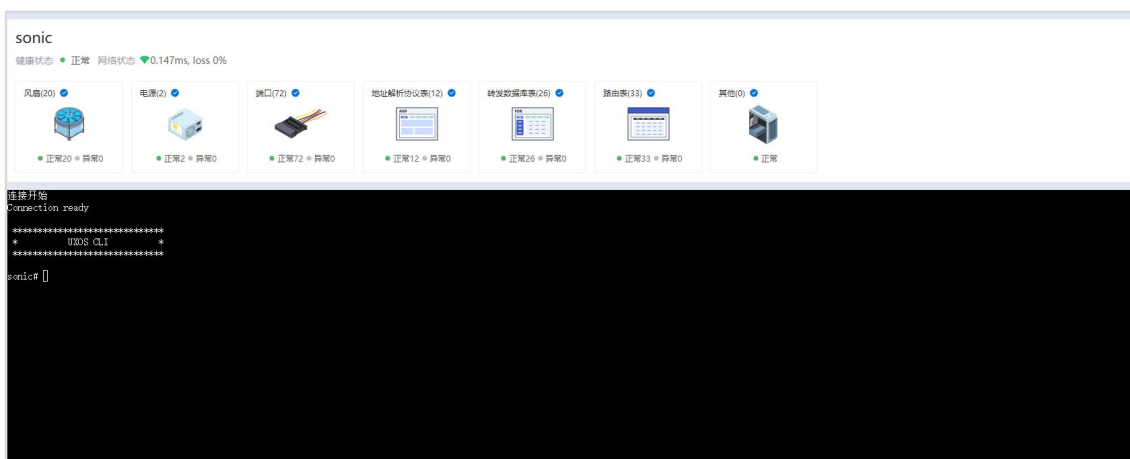 sonic
健康状态 正常 网络状态 0.147ms, loss 0%
风扇(20) 电源(2) 端口(72) 地址解析协议表(12) 转发数据库表(26) 路由表(33) 其他(0)
ARP FDB
正常20 异常0 正常2 异常0 正常72 异常0 正常12 异常0 正常26 异常0 正常33 异常0 正常
连接开始
Connection ready
******************************
* UXOS CLI *
******************************
sonic#